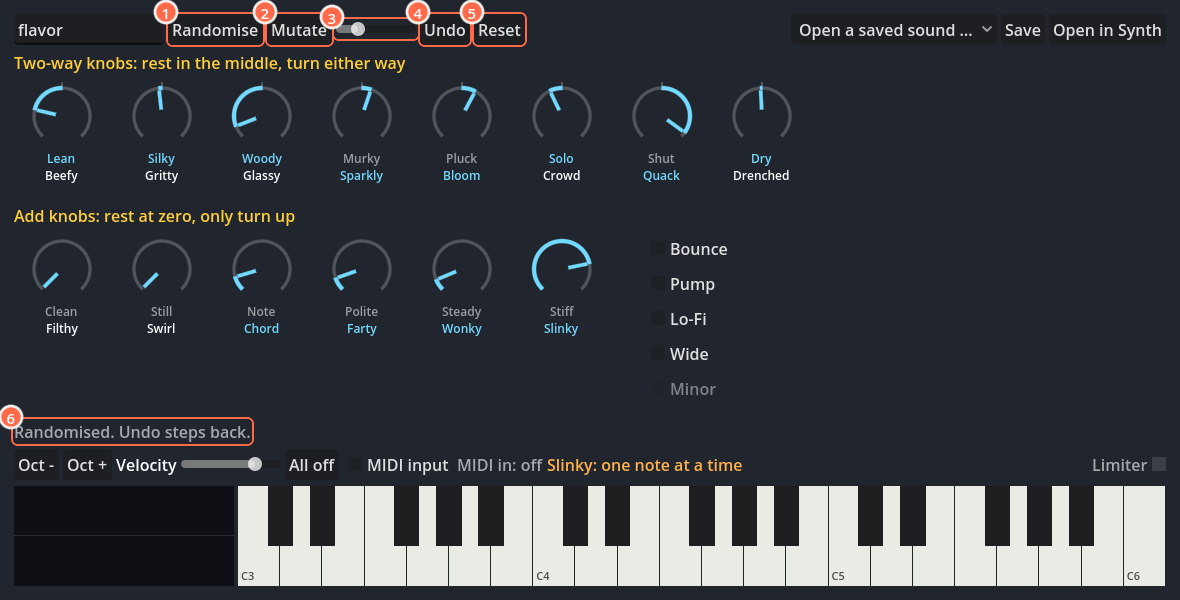 flavor 1 Randomise 2 Mutate 3 4 Undo 5 Reset Open a saved sound ... Save Open in Synth
Two-way knobs: rest in the middle, turn either way
Lean Silky Woody Murky Pluck Solo Shut Dry
Beefy Gritty Glassy Sparkly Bloom Crowd Quack Drenched
Add knobs: rest at zero, only turn up
Clean Still Note Polite Steady Stiff
Filthy Swirl Chord Farty Wonky Slinky
Bounce
Pump
Lo-Fi
Wide
Minor
6
Randomised. Undo steps back.
Oct - Oct + Velocity All off MIDI input MIDI in: off Slinky: one note at a time Limiter
C3 C4 C5 C6